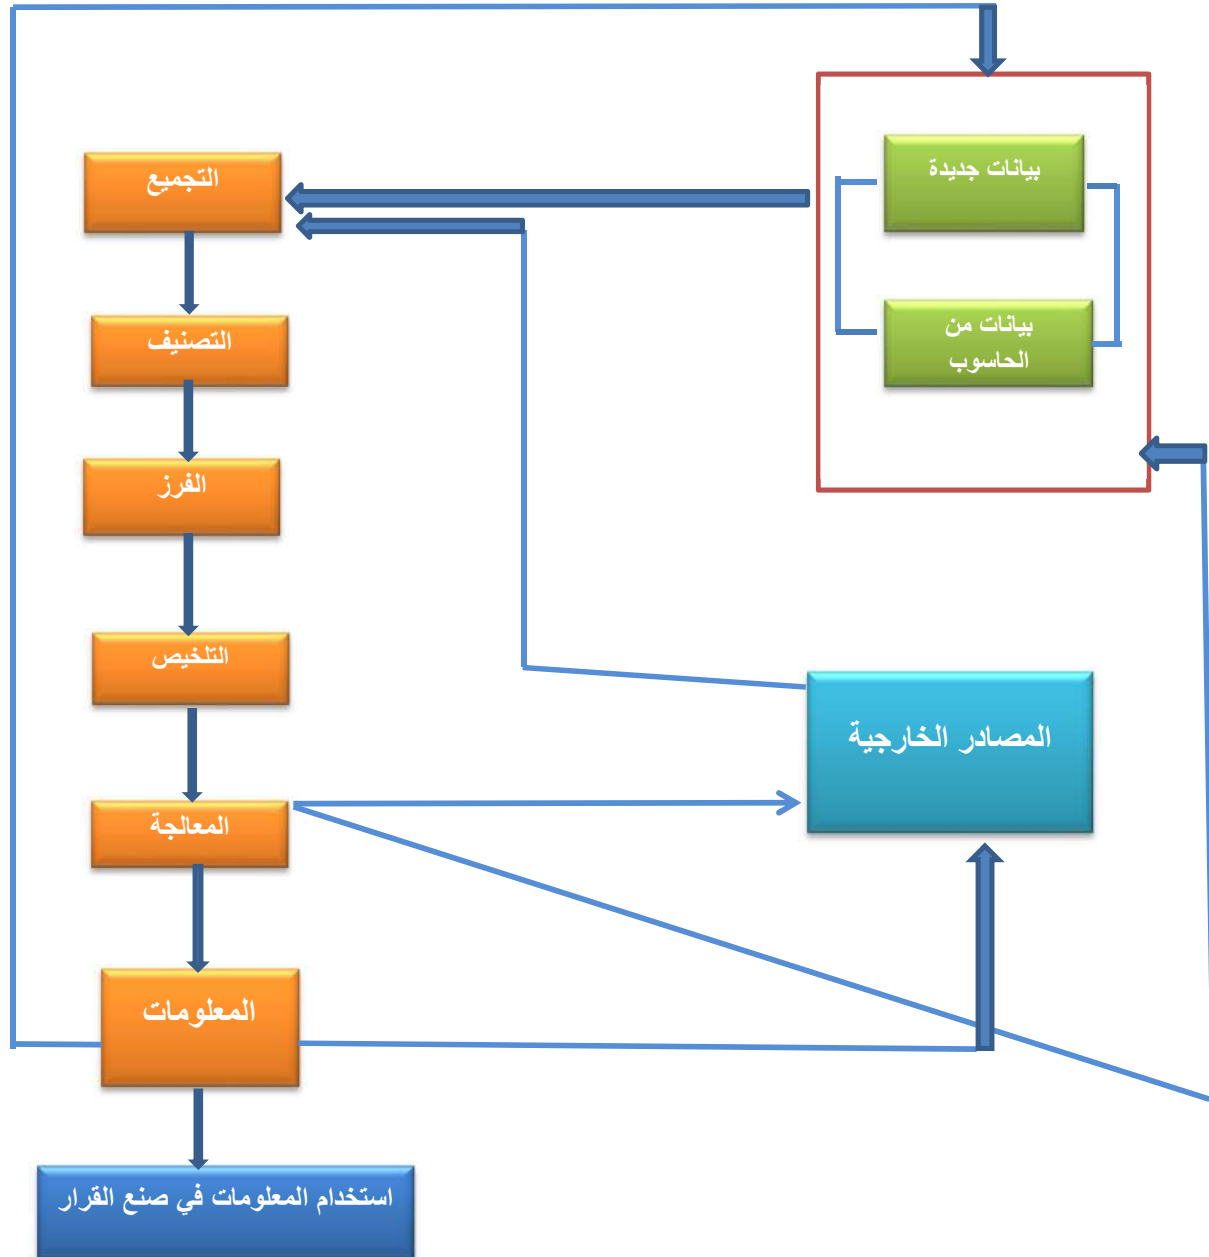 بيانات جديدة
التجميع
بيانات من
الحاسوب
التصنيف
الفرز
التلخيص
المصادر الخارجية
المعالجة
المعلومات
استخدام المعلومات في صنع القرار